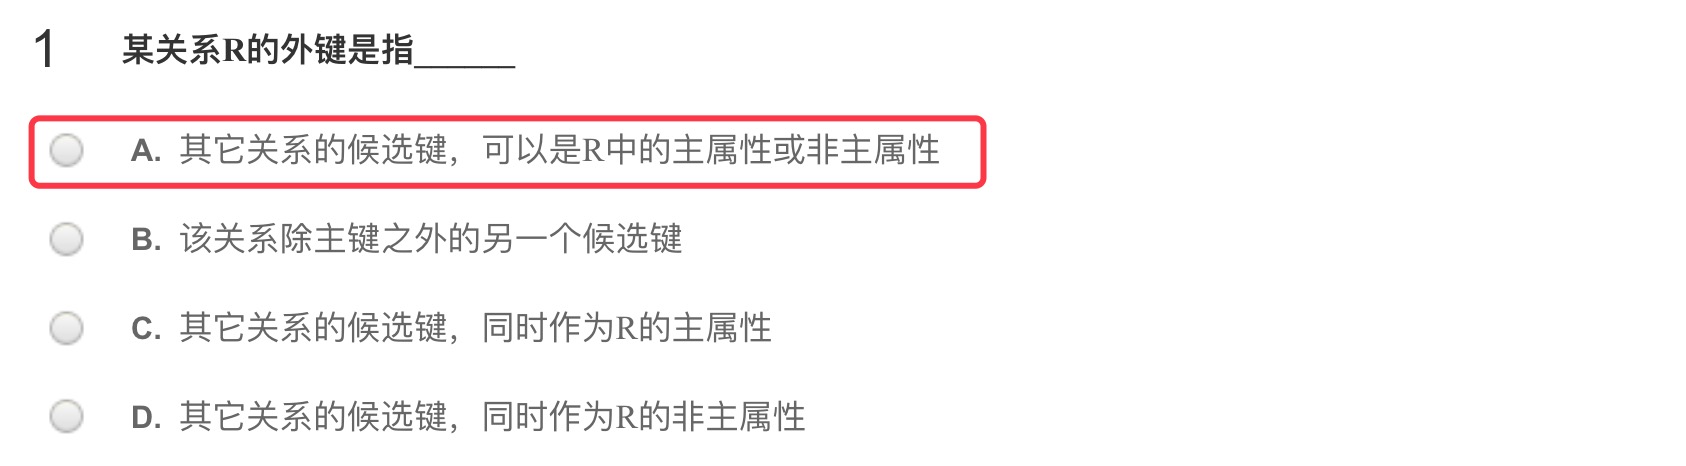 1 某关系R的外键是指______
A. 其它关系的候选键，可以是R中的主属性或非主属性
B. 该关系除主键之外的另一个候选键
C. 其它关系的候选键，同时作为R的主属性
D. 其它关系的候选键，同时作为R的非主属性